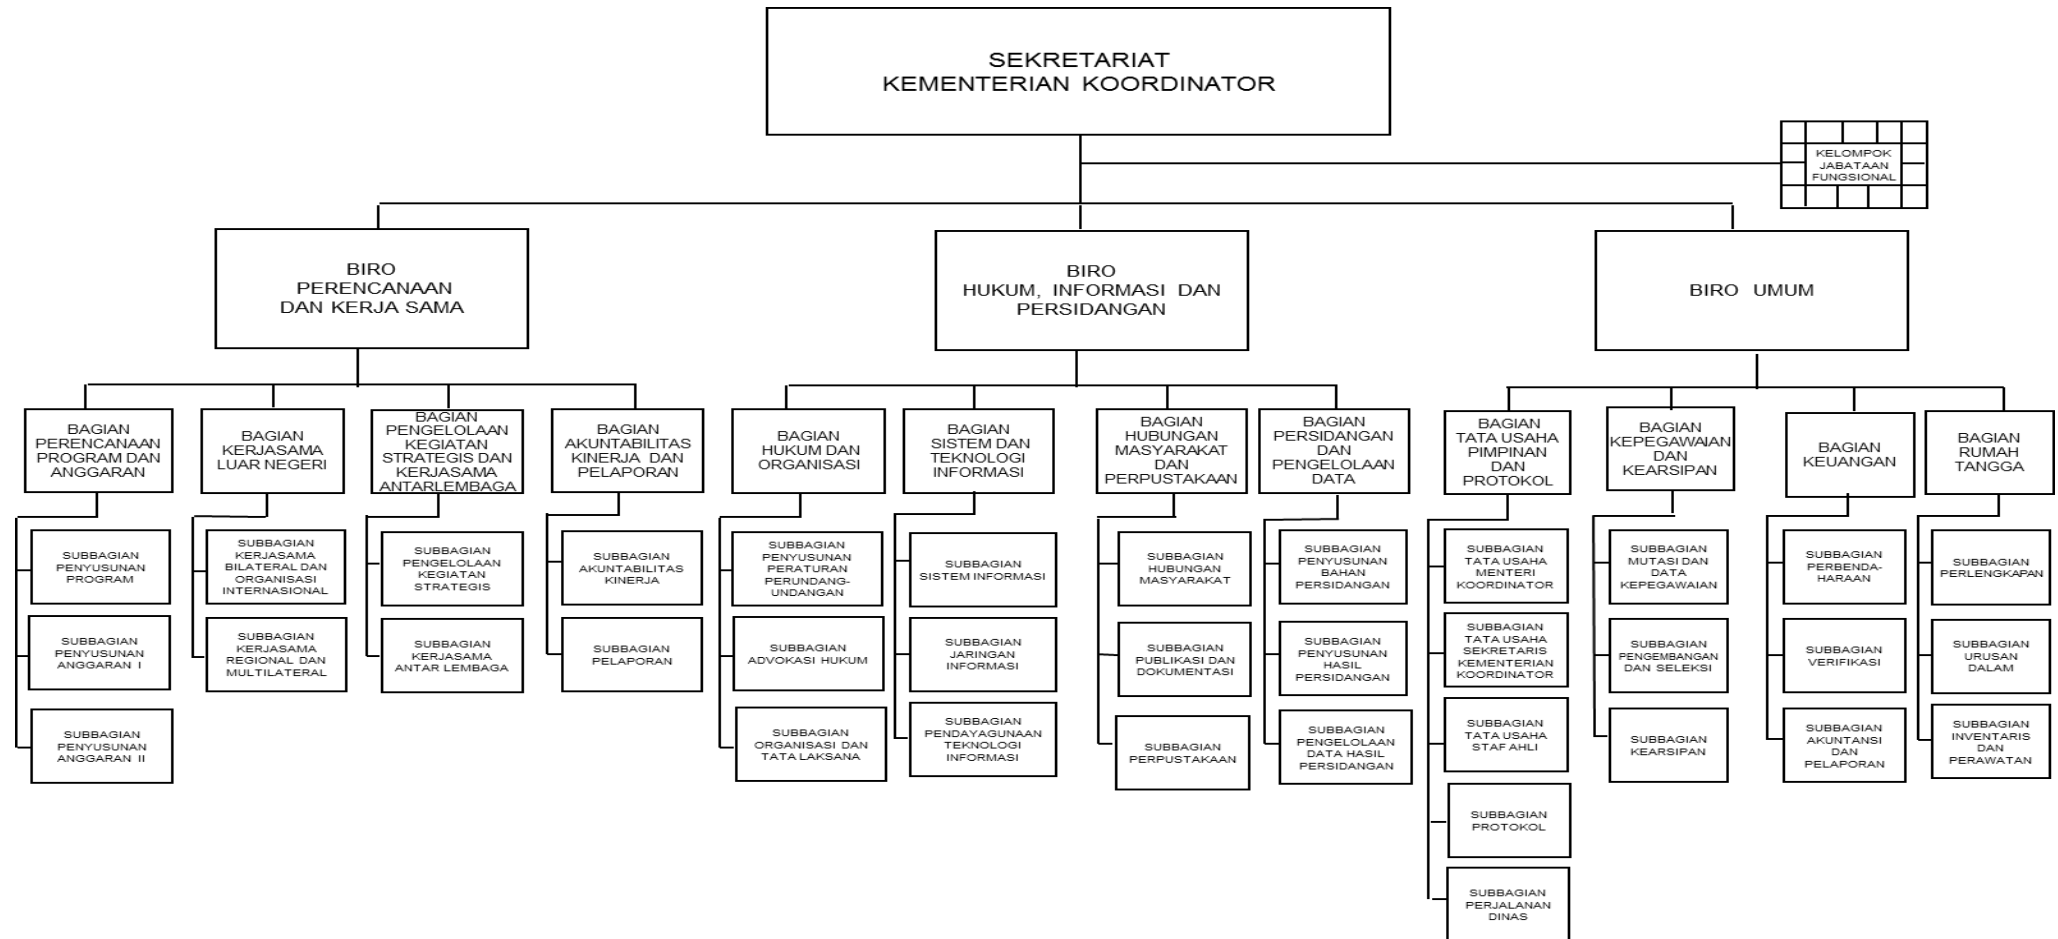 SEKRETARIAT
KEMENTERIAN KOORDINATOR
KELOMPOK
JABATAAN
FUNGSIONAL
BIRO
PERENCANAAN
DAN KERJA SAMA
BIRO
HUKUM, INFORMASI DAN
PERSIDANGAN
BIRO UMUM
BAGIAN
PERENCANAAN
PROGRAM DAN
ANGGARAN
BAGIAN
KERJASAMA
LUAR NEGERI
BAGIAN
PENGELOLAAN
KEGIATAN
STRATEGIS DAN
KERJASAMA
ANTARLEMBAGA
BAGIAN
AKUNTABILITAS
KINERJA DAN
PELAPORAN
BAGIAN
HUKUM DAN
ORGANISASI
BAGIAN
SISTEM DAN
TEKNOLOGI
INFORMASI
BAGIAN
HUBUNGAN
MASYARAKAT
DAN
PERPUSTAKAAN
BAGIAN
PERSIDANGAN
DAN
PENGELOLAAN
DATA
BAGIAN
TATA USAHA
PIMPINAN
DAN
PROTOKOL
BAGIAN
KEPEGAWAIAN
DAN
KEARSIPAN
BAGIAN
KEUANGAN
BAGIAN
RUMAH
TANGGA
SUBBAGIAN
PENYUSUNAN
PROGRAM
SUBBAGIAN
KERJASAMA
BILATERAL DAN
ORGANISASI
INTERNASIONAL
SUBBAGIAN
PENGELOLAAN
KEGIATAN
STRATEGIS
SUBBAGIAN
AKUNTABILITAS
KINERJA
SUBBAGIAN
PENYUSUNAN
PERATURAN
PERUNDANG-
UNDANGAN
SUBBAGIAN
SISTEM INFORMASI
SUBBAGIAN
HUBUNGAN
MASYARAKAT
SUBBAGIAN
PENYUSUNAN
BAHAN
PERSIDANGAN
SUBBAGIAN
TATA USAHA
MENTERI
KOORDINATOR
SUBBAGIAN
MUTASI DAN
DATA
KEPEGAWAIAN
SUBBAGIAN
PERBENDA-
HARAAN
SUBBAGIAN
PERLENGKAPAN
SUBBAGIAN
PENYUSUNAN
ANGGARAN I
SUBBAGIAN
KERJASAMA
REGIONAL DAN
MULTILATERAL
SUBBAGIAN
KERJASAMA
ANTAR LEMBAGA
SUBBAGIAN
PELAPORAN
SUBBAGIAN
ADVOKASI HUKUM
SUBBAGIAN
JARINGAN
INFORMASI
SUBBAGIAN
PUBLIKASI DAN
DOKUMENTASI
SUBBAGIAN
PENYUSUNAN
HASIL
PERSIDANGAN
SUBBAGIAN
TATA USAHA
SEKRETARIS
KEMENTERIAN
KOORDINATOR
SUBBAGIAN
PENGEMBANGAN
DAN SELEKSI
SUBBAGIAN
VERIFIKASI
SUBBAGIAN
URUSAN
DALAM
SUBBAGIAN
PENYUSUNAN
ANGGARAN II
SUBBAGIAN
ORGANISASI DAN
TATA LAKSANA
SUBBAGIAN
PENDAYAGUNAAN
TEKNOLOGI
INFORMASI
SUBBAGIAN
PERPUSTAKAAN
SUBBAGIAN
PENGELOLAAN
DATA HASIL
PERSIDANGAN
SUBBAGIAN
TATA USAHA
STAF AHLI
SUBBAGIAN
KEARSIPAN
SUBBAGIAN
AKUNTANSI
DAN
PELAPORAN
SUBBAGIAN
INVENTARIS
DAN
PERAWATAN
SUBBAGIAN
PROTOKOL
SUBBAGIAN
PERJALANAN
DINAS